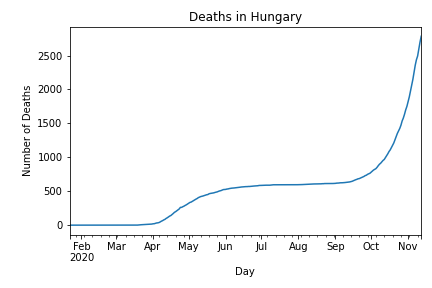 Deaths in Hungary
Number of Deaths
2500
2000
1500
1000
500
0
Feb Mar Apr May Jun Jul Aug Sep Oct Nov
2020
Day